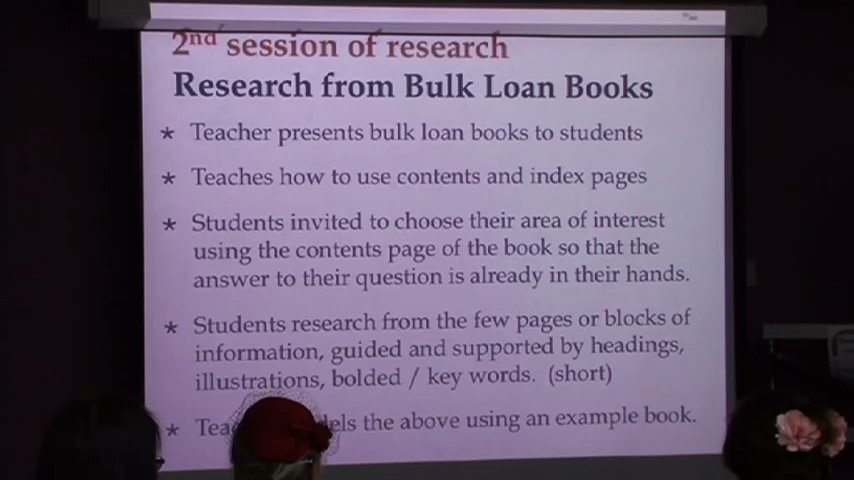 2nd session of research
Research from Bulk Loan Books
* Teacher presents bulk loan books to students
* Teaches how to use contents and index pages
* Students invited to choose their area of interest
using the contents page of the book so that the
answer to their question is already in their hands.
* Students research from the few pages or blocks of
information, guided and supported by headings,
illustrations, bolded / key words. (short)
* the above using an example book.